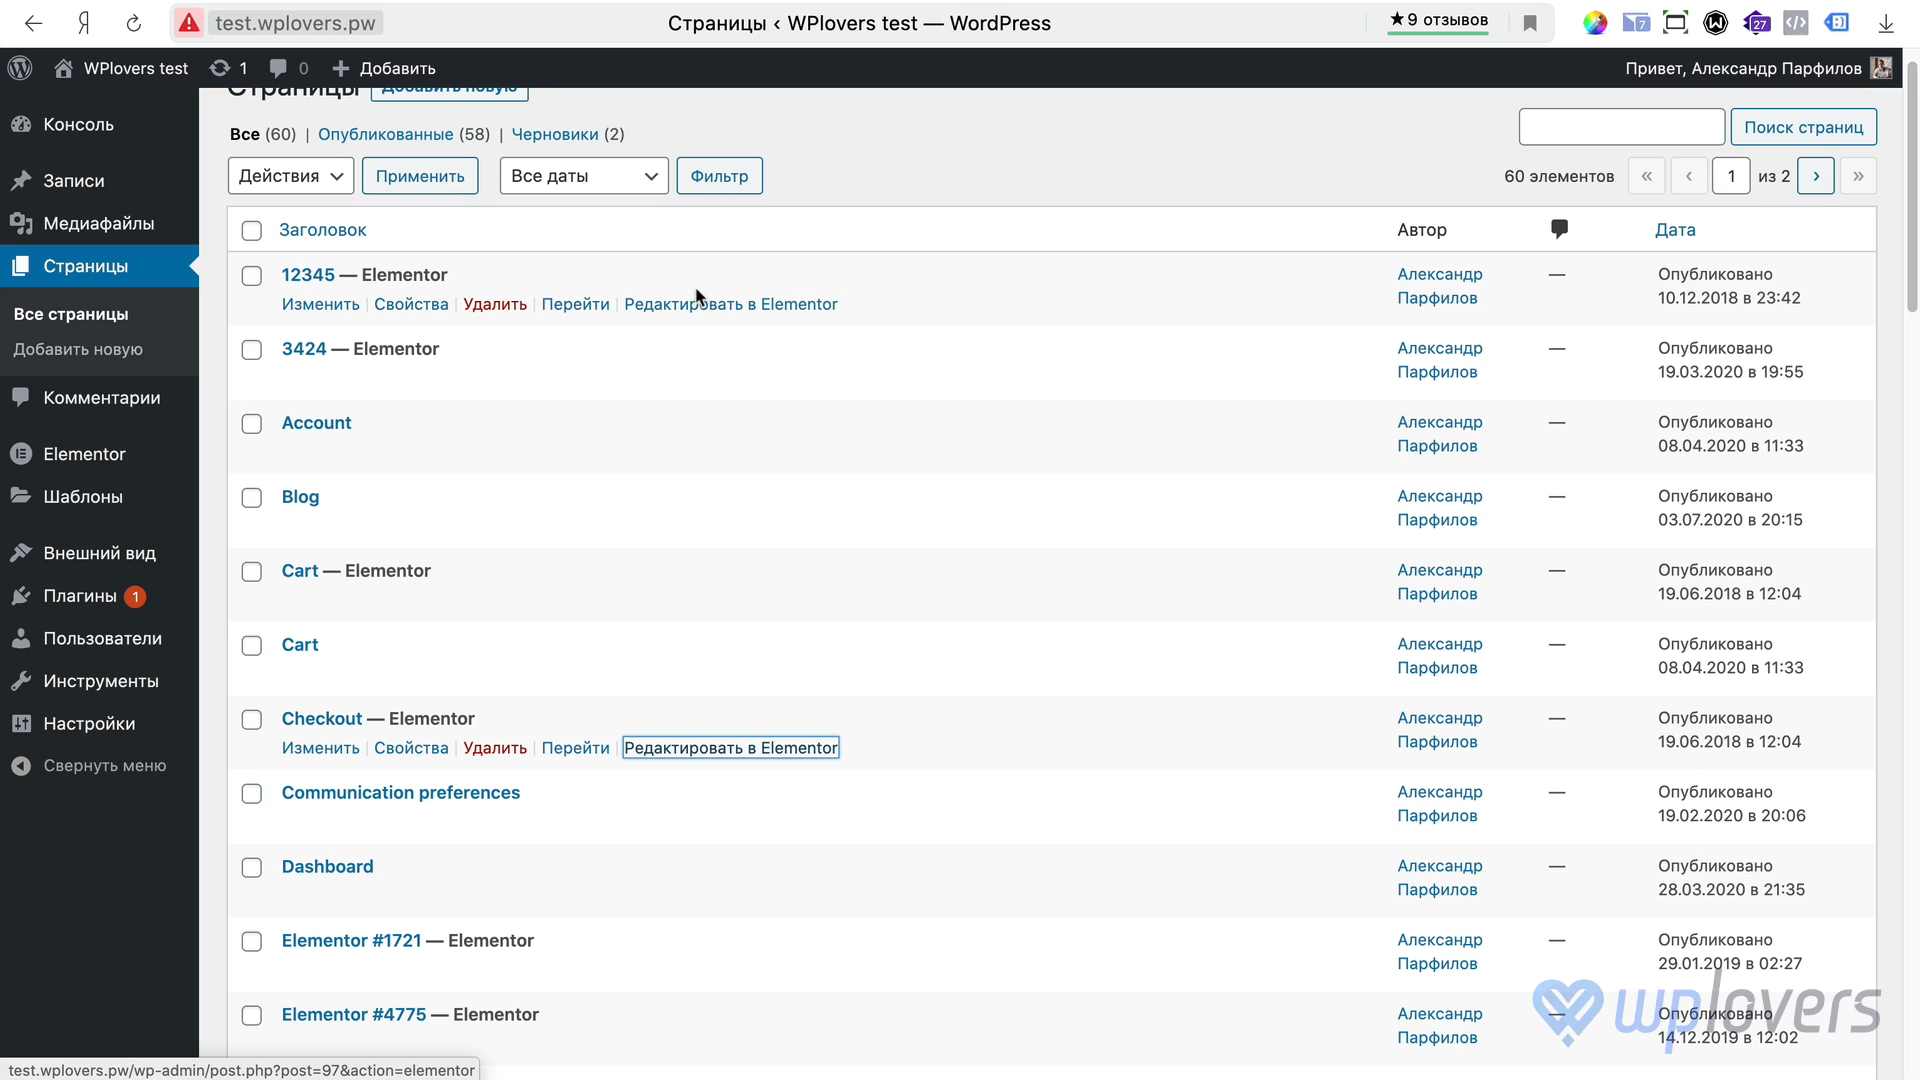 Я
test.wplovers.pw
Страницы ‹ WPlovers test — WordPress
★9 отзывов
7
27
WPlovers test
1
0
Добавить
Привет, Александр Парфилов
Консоль
Записи
Медиафайлы
Страницы
Все страницы
Добавить новую
Комментарии
Elementor
Шаблоны
Внешний вид
Плагины 1
Пользователи
Инструменты
Настройки
Свернуть меню
Страницы Добавить новую
Все (60) | Опубликованные (58) | Черновики (2)
Поиск страниц
Действия Применить Все даты Фильтр
60 элементов « ‹ 1 из 2 › »
Заголовок Автор Дата
12345 — Elementor
Изменить | Свойства | Удалить | Перейти | Редактировать в Elementor
Александр Парфилов — Опубликовано
10.12.2018 в 23:42
3424 — Elementor
Александр Парфилов — Опубликовано
19.03.2020 в 19:55
Account
Александр Парфилов — Опубликовано
08.04.2020 в 11:33
Blog
Александр Парфилов — Опубликовано
03.07.2020 в 20:15
Cart — Elementor
Александр Парфилов — Опубликовано
19.06.2018 в 12:04
Cart
Александр Парфилов — Опубликовано
08.04.2020 в 11:33
Checkout — Elementor
Изменить | Свойства | Удалить | Перейти | Редактировать в Elementor
Александр Парфилов — Опубликовано
19.06.2018 в 12:04
Communication preferences
Александр Парфилов — Опубликовано
19.02.2020 в 20:06
Dashboard
Александр Парфилов — Опубликовано
28.03.2020 в 21:35
Elementor #1721 — Elementor
Александр Парфилов — Опубликовано
29.01.2019 в 02:27
Elementor #4775 — Elementor
Александр Парфилов — Опубликовано
14.12.2019 в 12:02
wplovers
test.wplovers.pw/wp-admin/post.php?post=97&action=elementor